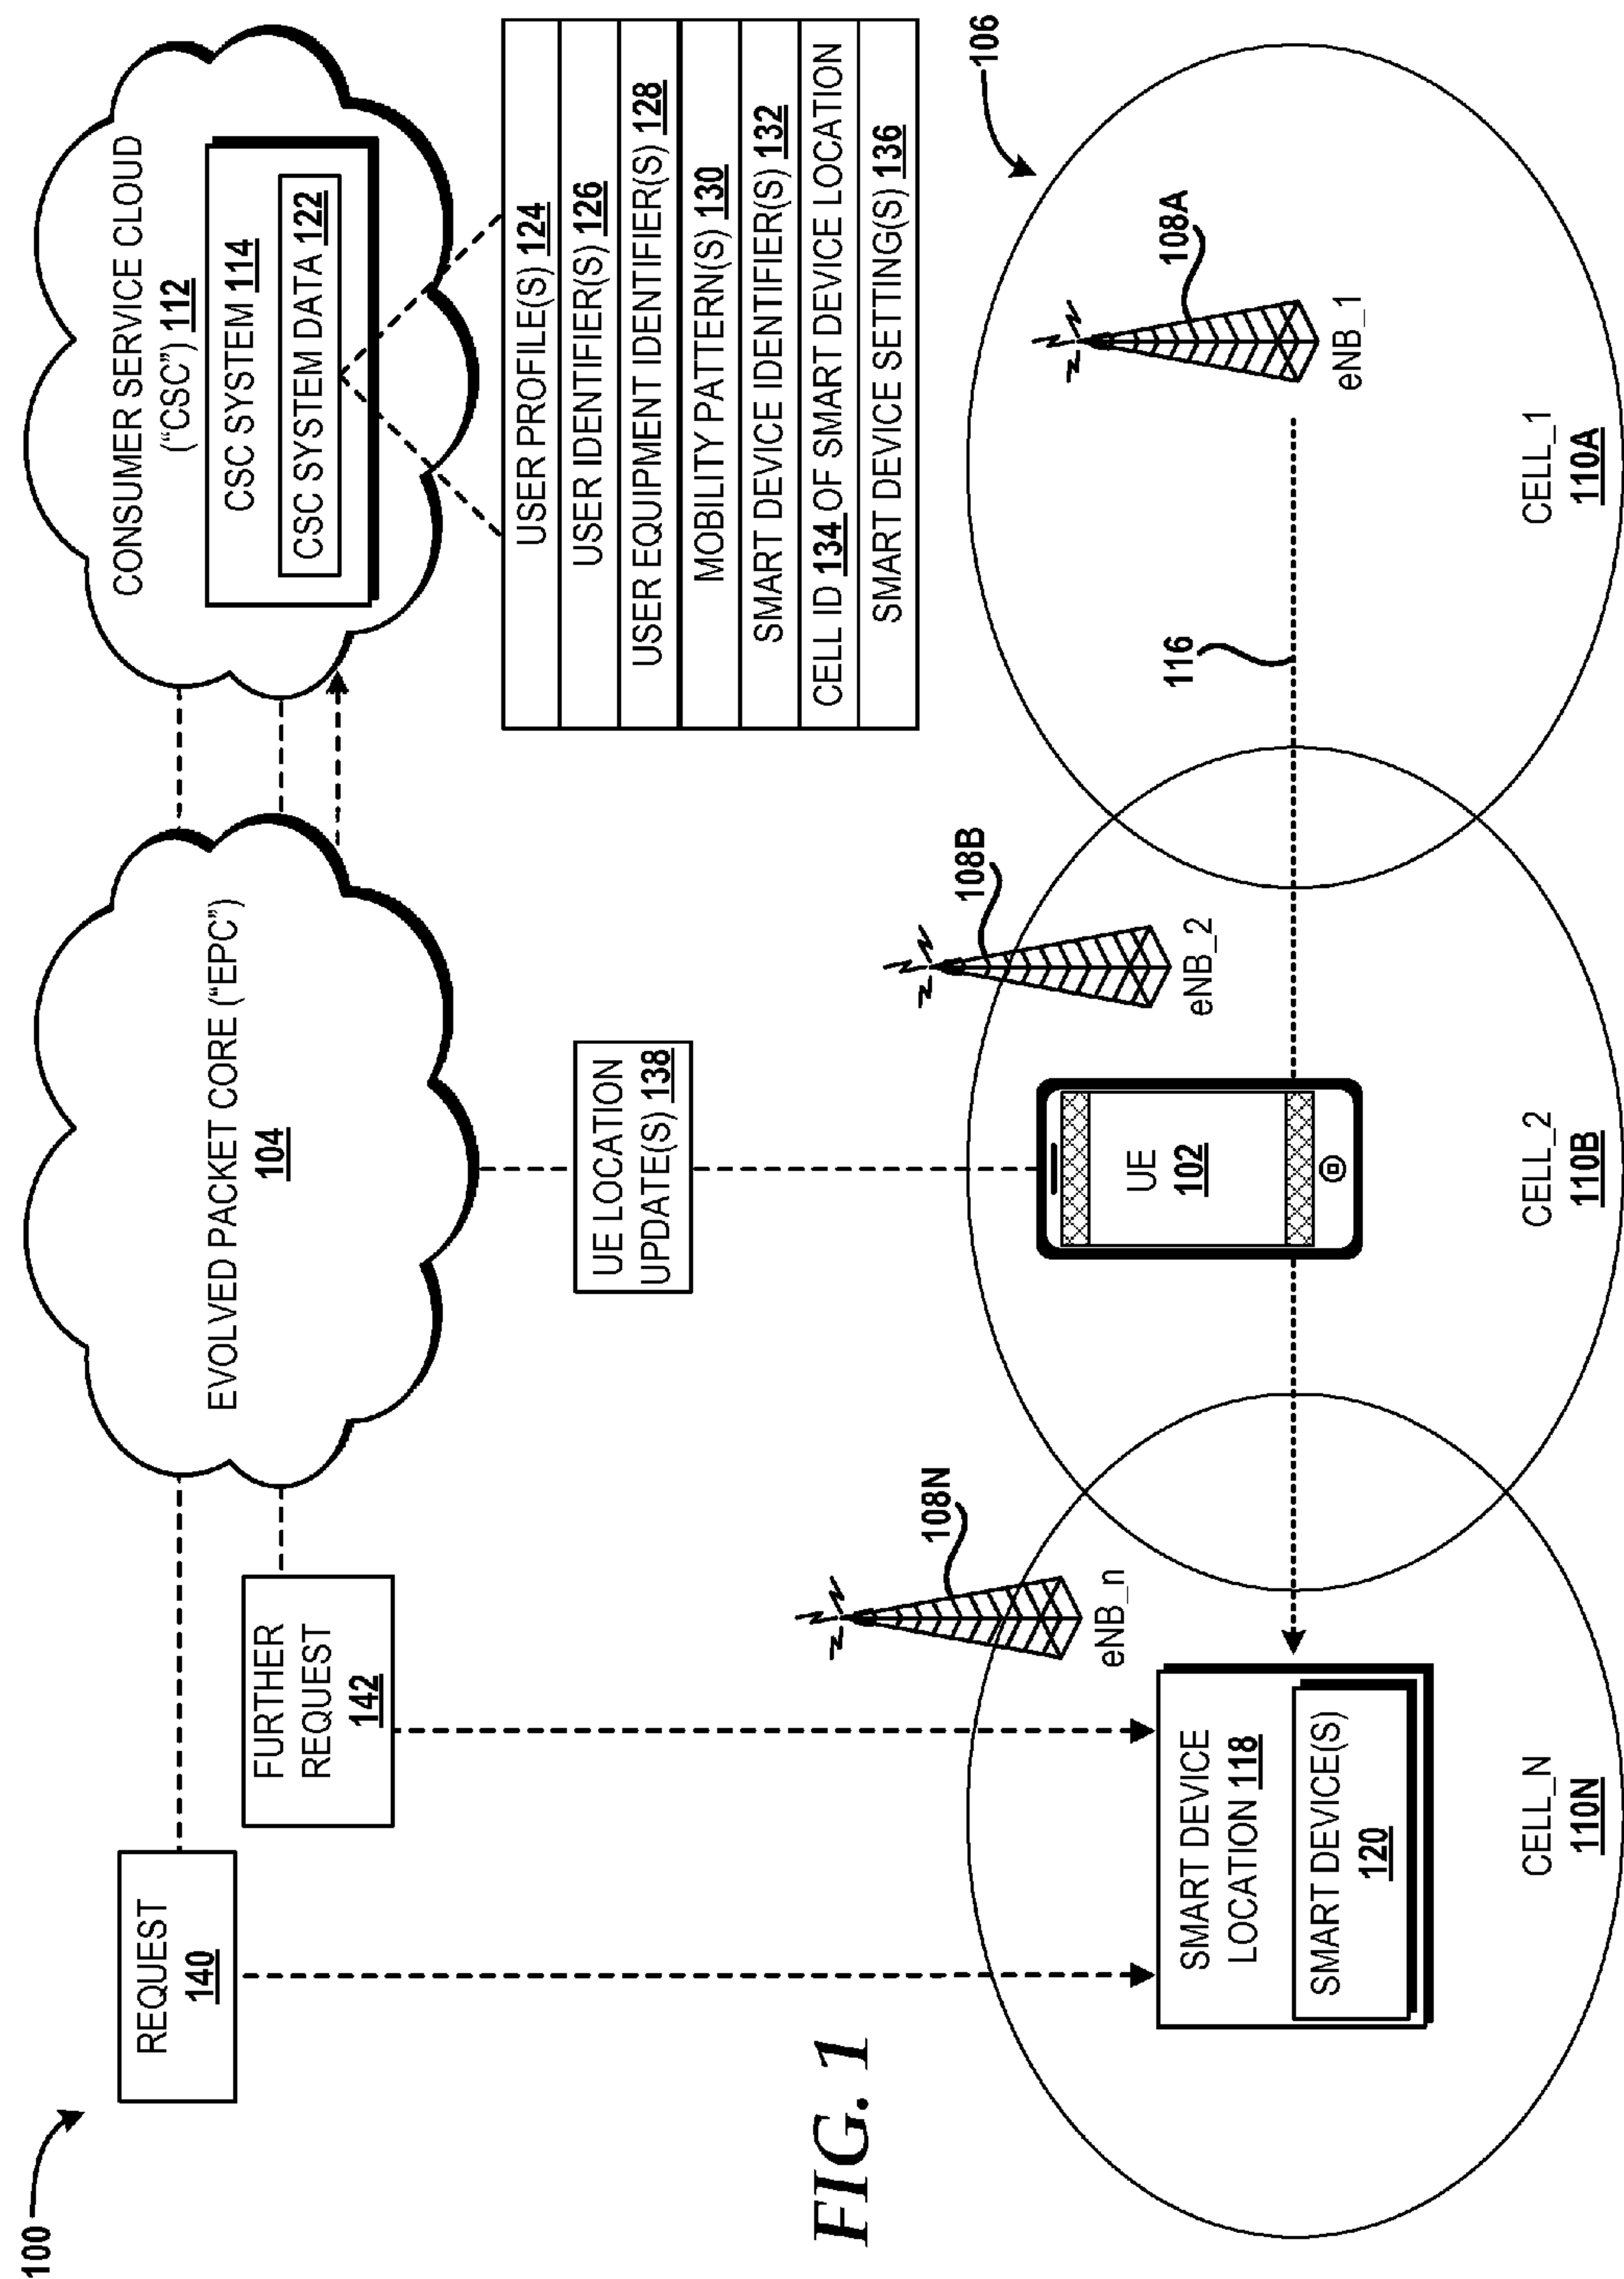 100
REQUEST
140
FURTHER
REQUEST
142
EVOLVED PACKET CORE (“EPC”)
104
CONSUMER SERVICE CLOUD
(“CSC”) 112
CSC SYSTEM 114
CSC SYSTEM DATA 122
USER PROFILE(S) 124
USER IDENTIFIER(S) 126
USER EQUIPMENT IDENTIFIER(S) 128
MOBILITY PATTERN(S) 130
SMART DEVICE IDENTIFIER(S) 132
CELL ID 134 OF SMART DEVICE LOCATION
SMART DEVICE SETTING(S) 136
UE LOCATION
UPDATE(S) 138
FIG. 1
106
108N
eNB_n
108B
eNB_2
108A
eNB_1
SMART DEVICE
LOCATION 118
SMART DEVICE(S)
120
UE
102
116
CELL_N
110N
CELL_2
110B
CELL_1
110A